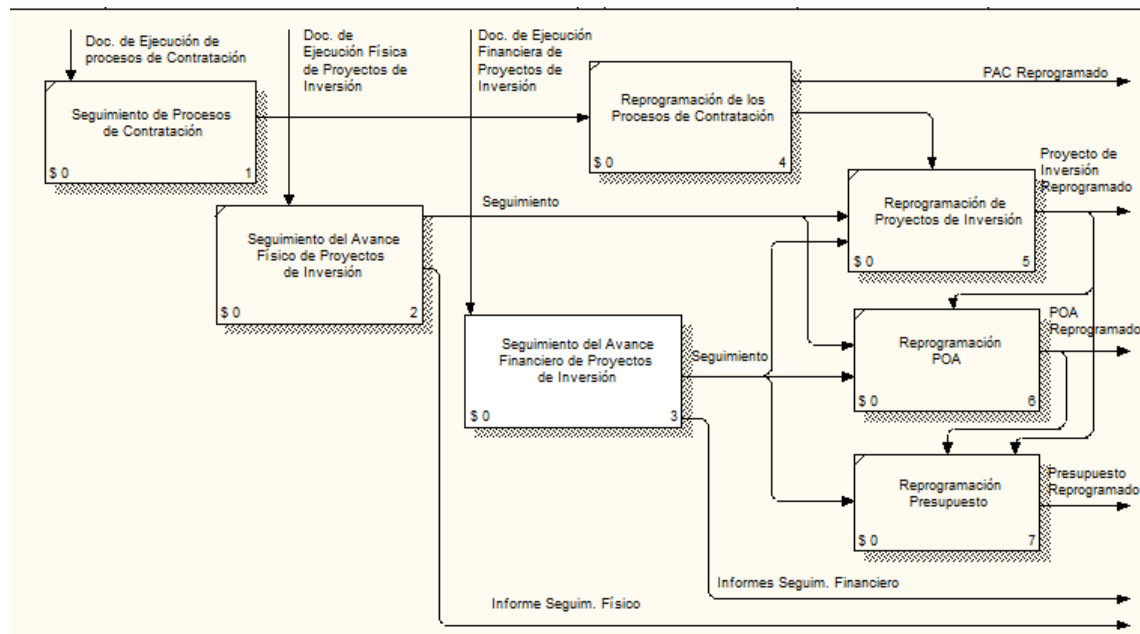 Doc. de Ejecución de
procesos de Contratación
Doc. de
Ejecución Física
de Proyectos de
Inversión
Doc. de Ejecución
Financiera de
Proyectos de
Inversión
Seguimiento de Procesos
de Contratación
$ 0
1
Reprogramación de los
Procesos de Contratación
$ 0
4
PAC Reprogramado
Proyecto de
Inversión
Reprogramado
Reprogramación de
Proyectos de Inversión
$ 0
5
Seguimiento
Seguimiento del Avance
Físico de Proyectos
de Inversión
$ 0
2
POA
Reprogramado
Reprogramación
POA
$ 0
6
Seguimiento del Avance
Financiero de Proyectos
de Inversión
$ 0
3
Seguimiento
Reprogramación
Presupuesto
$ 0
7
Presupuesto
Reprogramado
Informes Seguim. Financiero
Informe Seguim. Físico